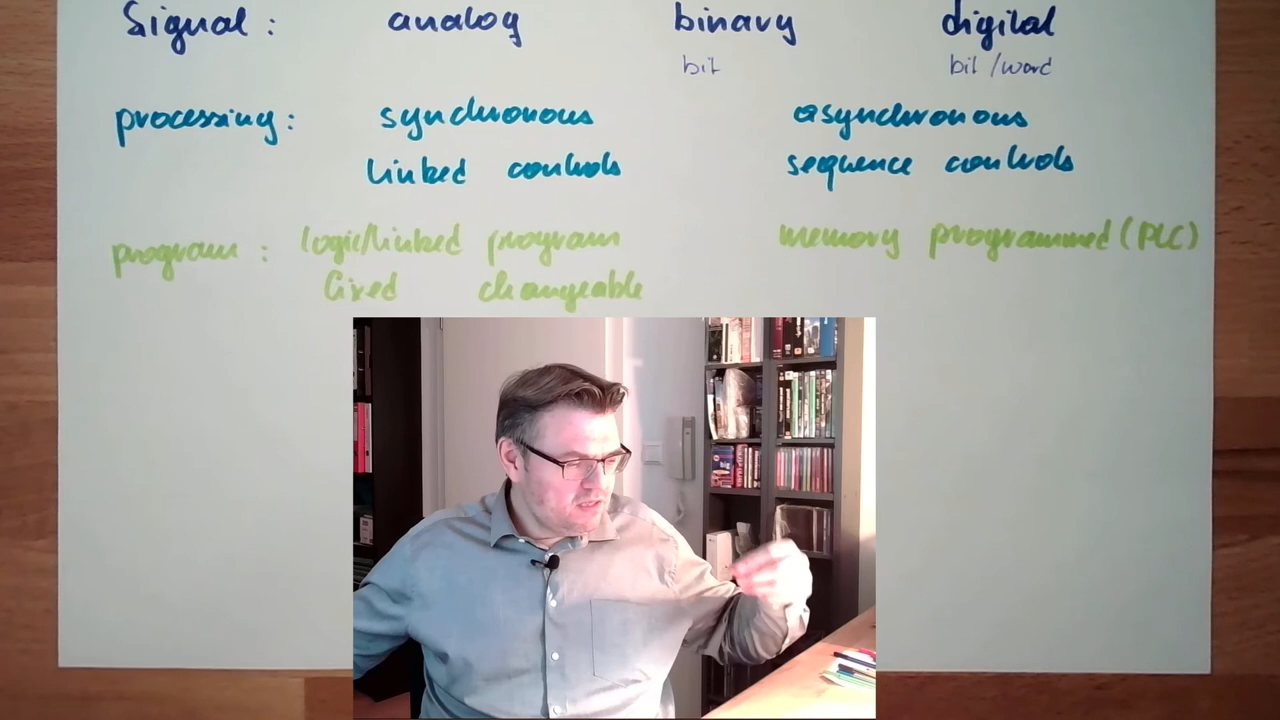 Signal : analog binary digital
bit bit/word
processing : synchronous asynchronous
linked controls sequence controls
program : logic/linked program memory programmed (PLC)
fixed changeable